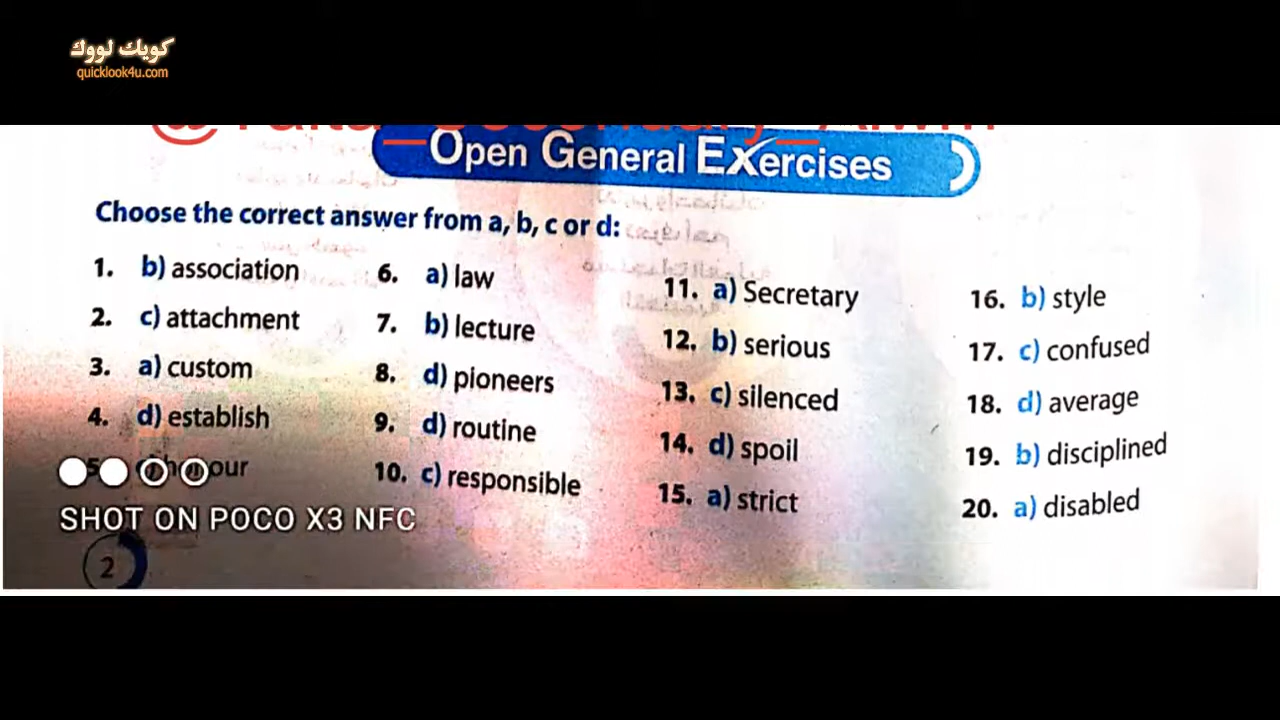 كويك لووك
quicklook4u.com
Open General Exercises
Choose the correct answer from a, b, c or d:
1. b) association
2. c) attachment
3. a) custom
4. d) establish
5.
6. a) law
7. b) lecture
8. d) pioneers
9. d) routine
10. c) responsible
11. a) Secretary
12. b) serious
13. c) silenced
14. d) spoil
15. a) strict
16. b) style
17. c) confused
18. d) average
19. b) disciplined
20. a) disabled
SHOT ON POCO X3 NFC
2